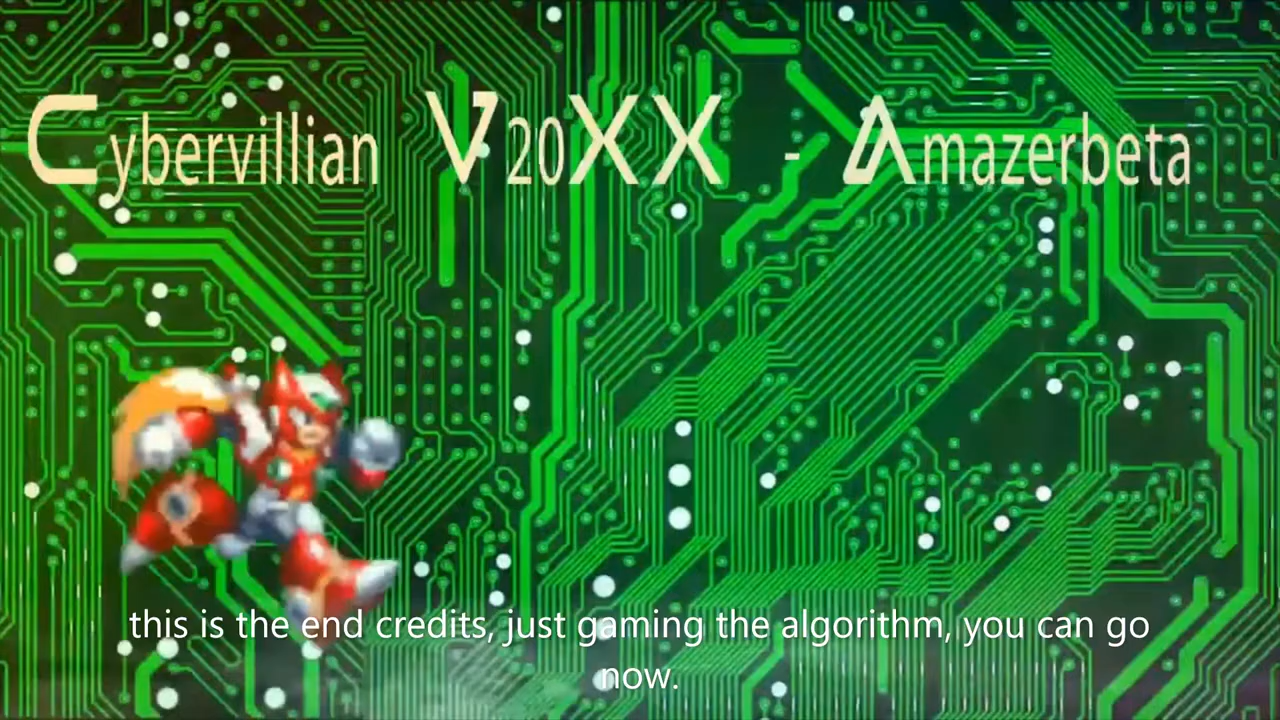 Cybervillian V20XX - Amazerbeta
this is the end credits, just gaming the algorithm, you can go
now.